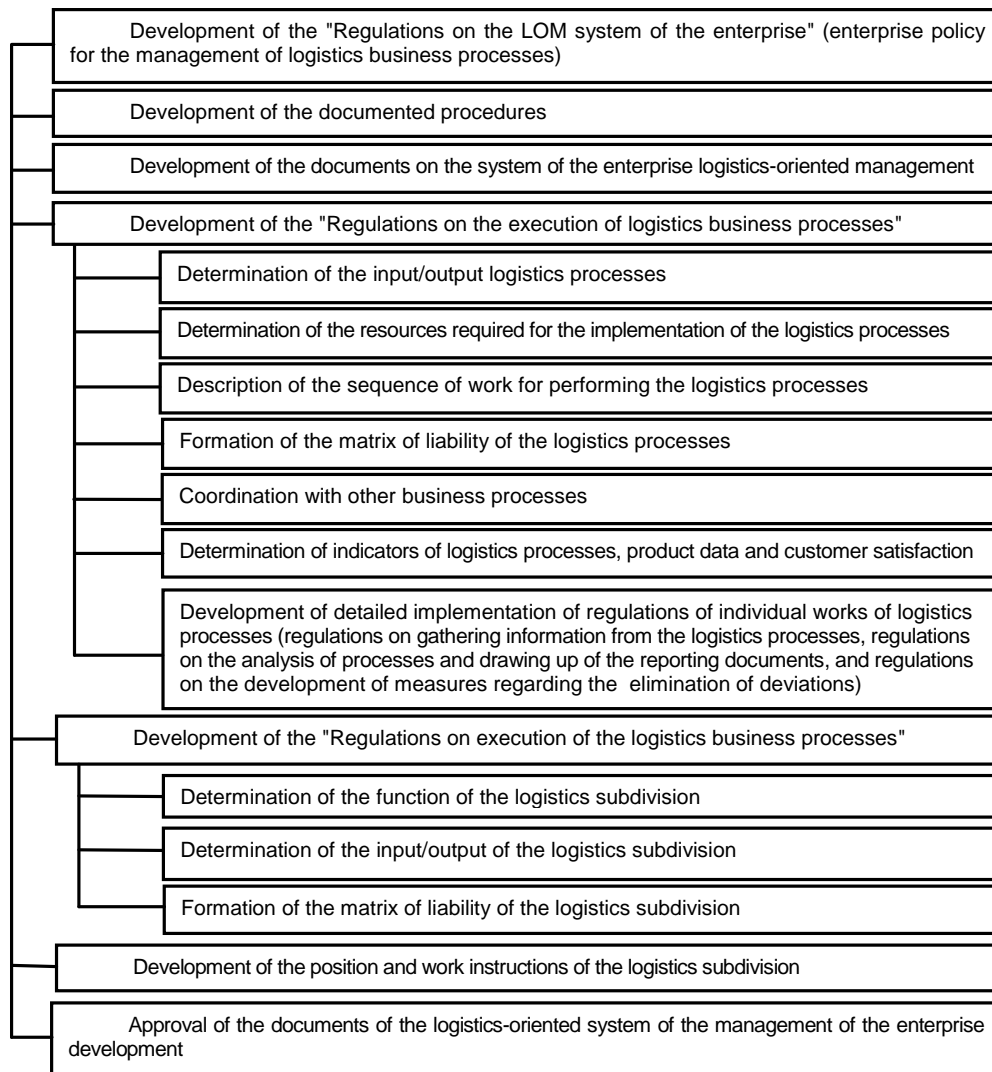 Development of the "Regulations on the LOM system of the enterprise" (enterprise policy
for the management of logistics business processes)
Development of the documented procedures
Development of the documents on the system of the enterprise logistics-oriented management
Development of the "Regulations on the execution of logistics business processes"
Determination of the input/output logistics processes
Determination of the resources required for the implementation of the logistics processes
Description of the sequence of work for performing the logistics processes
Formation of the matrix of liability of the logistics processes
Coordination with other business processes
Determination of indicators of logistics processes, product data and customer satisfaction
Development of detailed implementation of regulations of individual works of logistics
processes (regulations on gathering information from the logistics processes, regulations
on the analysis of processes and drawing up of the reporting documents, and regulations
on the development of measures regarding the elimination of deviations)
Development of the "Regulations on execution of the logistics business processes"
Determination of the function of the logistics subdivision
Determination of the input/output of the logistics subdivision
Formation of the matrix of liability of the logistics subdivision
Development of the position and work instructions of the logistics subdivision
Approval of the documents of the logistics-oriented system of the management of the enterprise
development